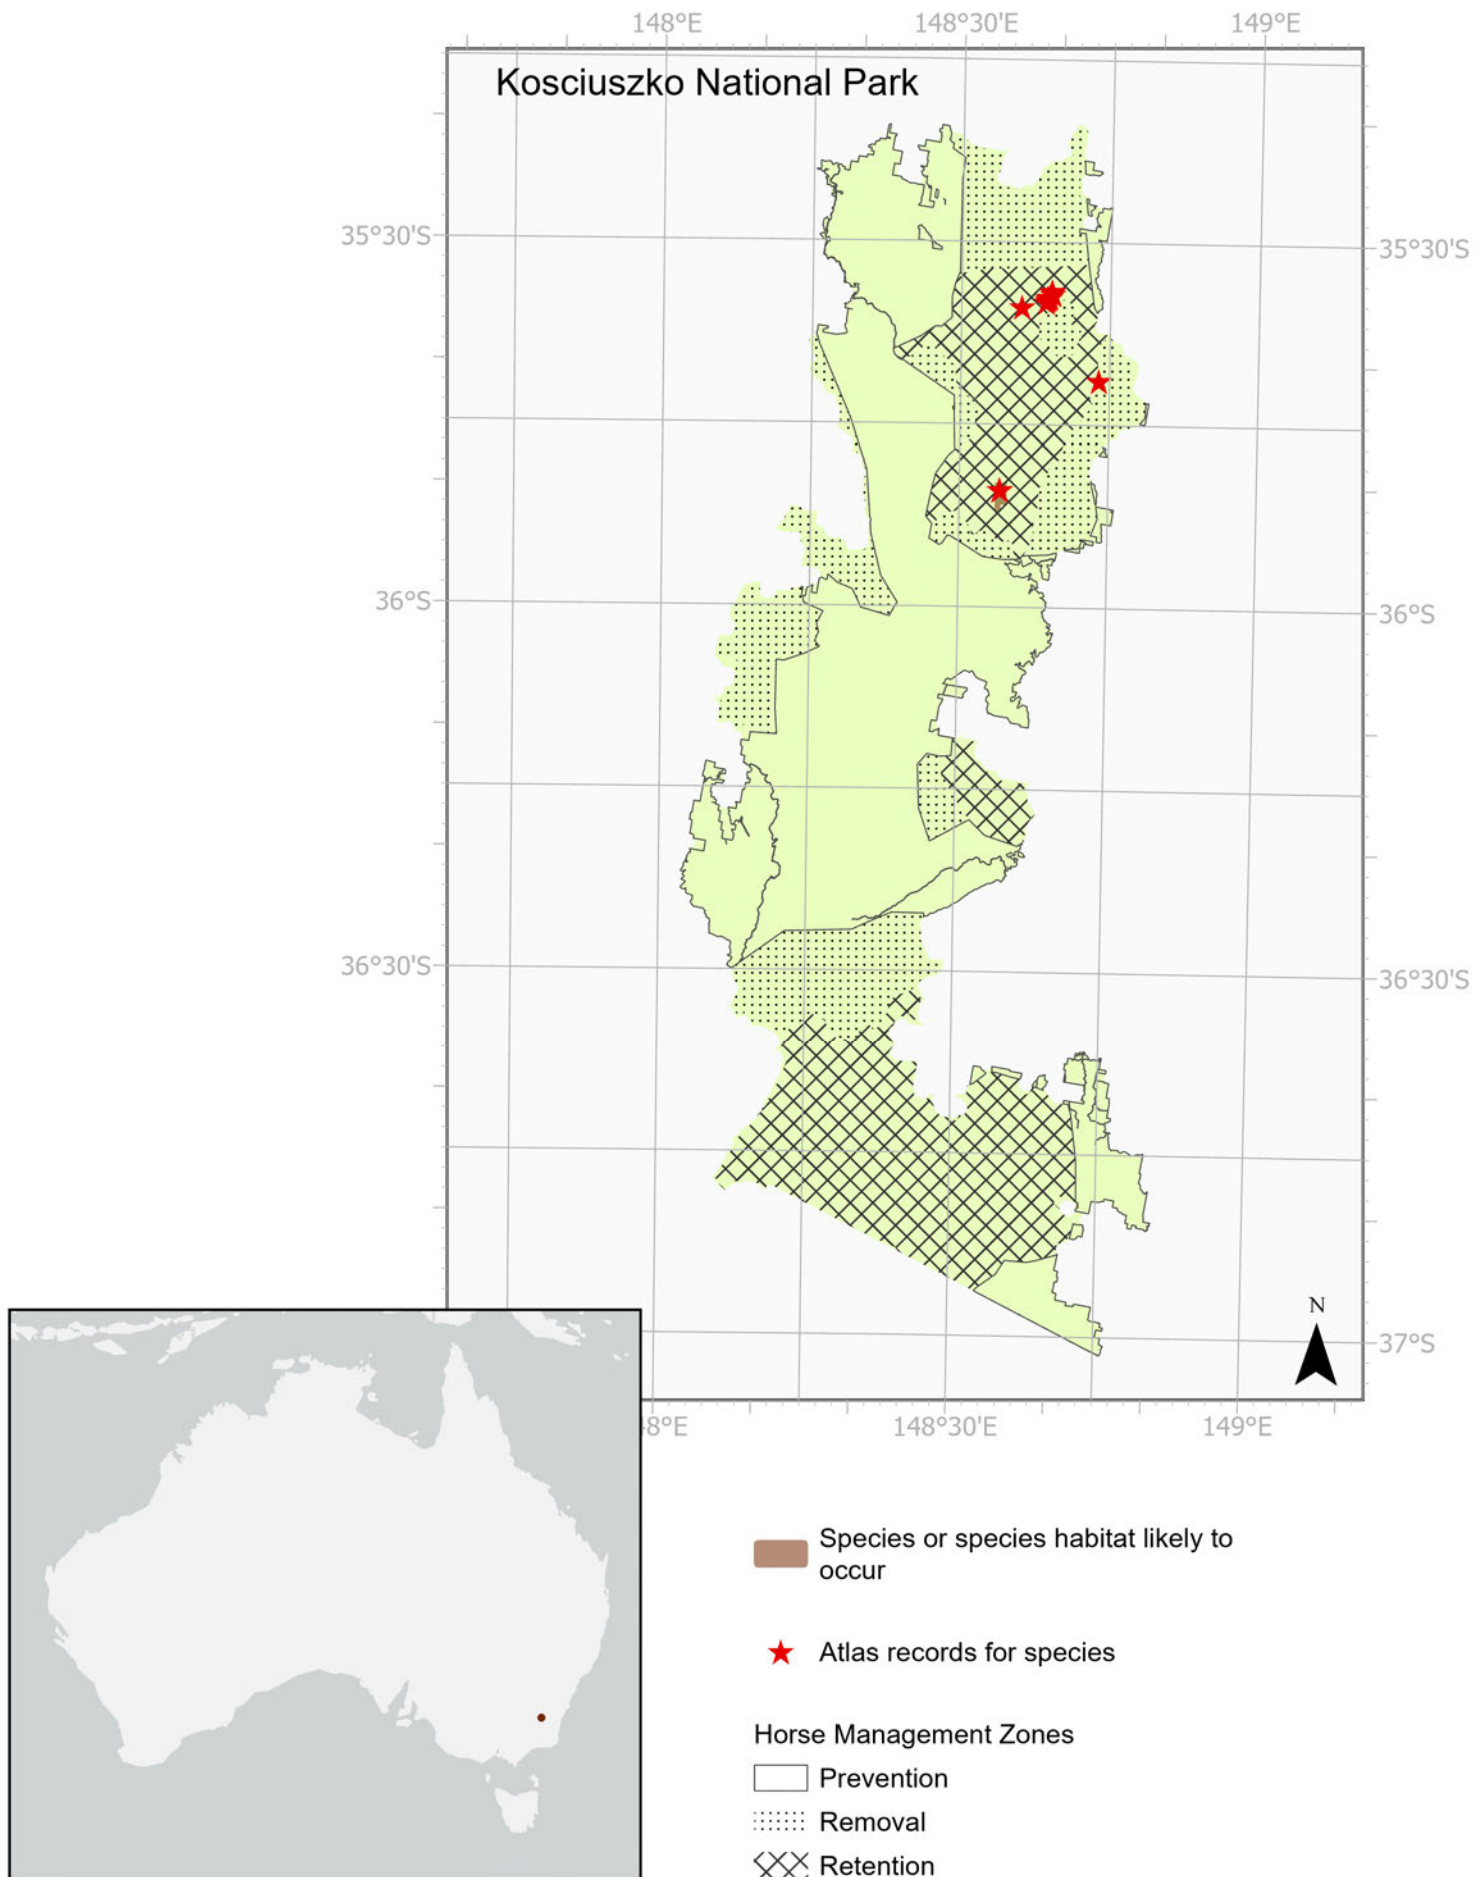 148°E 148°30'E 149°E
Kosciuszko National Park
35°30'S 35°30'S
36°S 36°S
36°30'S 36°30'S
N
37°S
8°E 148°30'E 149°E
Species or species habitat likely to
occur
Atlas records for species
Horse Management Zones
Prevention
Removal
Retention